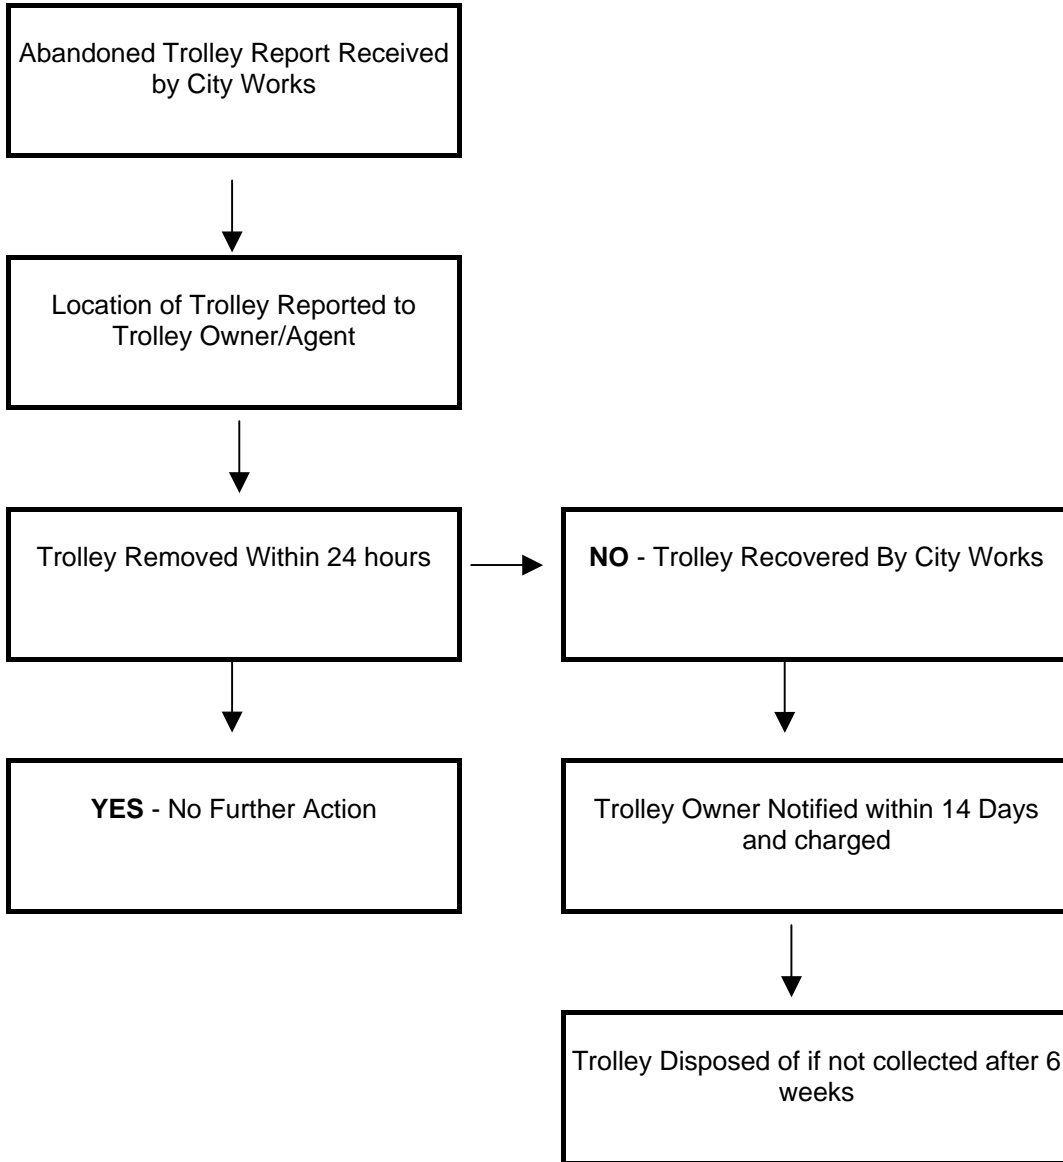 Abandoned Trolley Report Received
by City Works
Location of Trolley Reported to
Trolley Owner/Agent
Trolley Removed Within 24 hours
NO - Trolley Recovered By City Works
YES - No Further Action
Trolley Owner Notified within 14 Days
and charged
Trolley Disposed of if not collected after 6
weeks